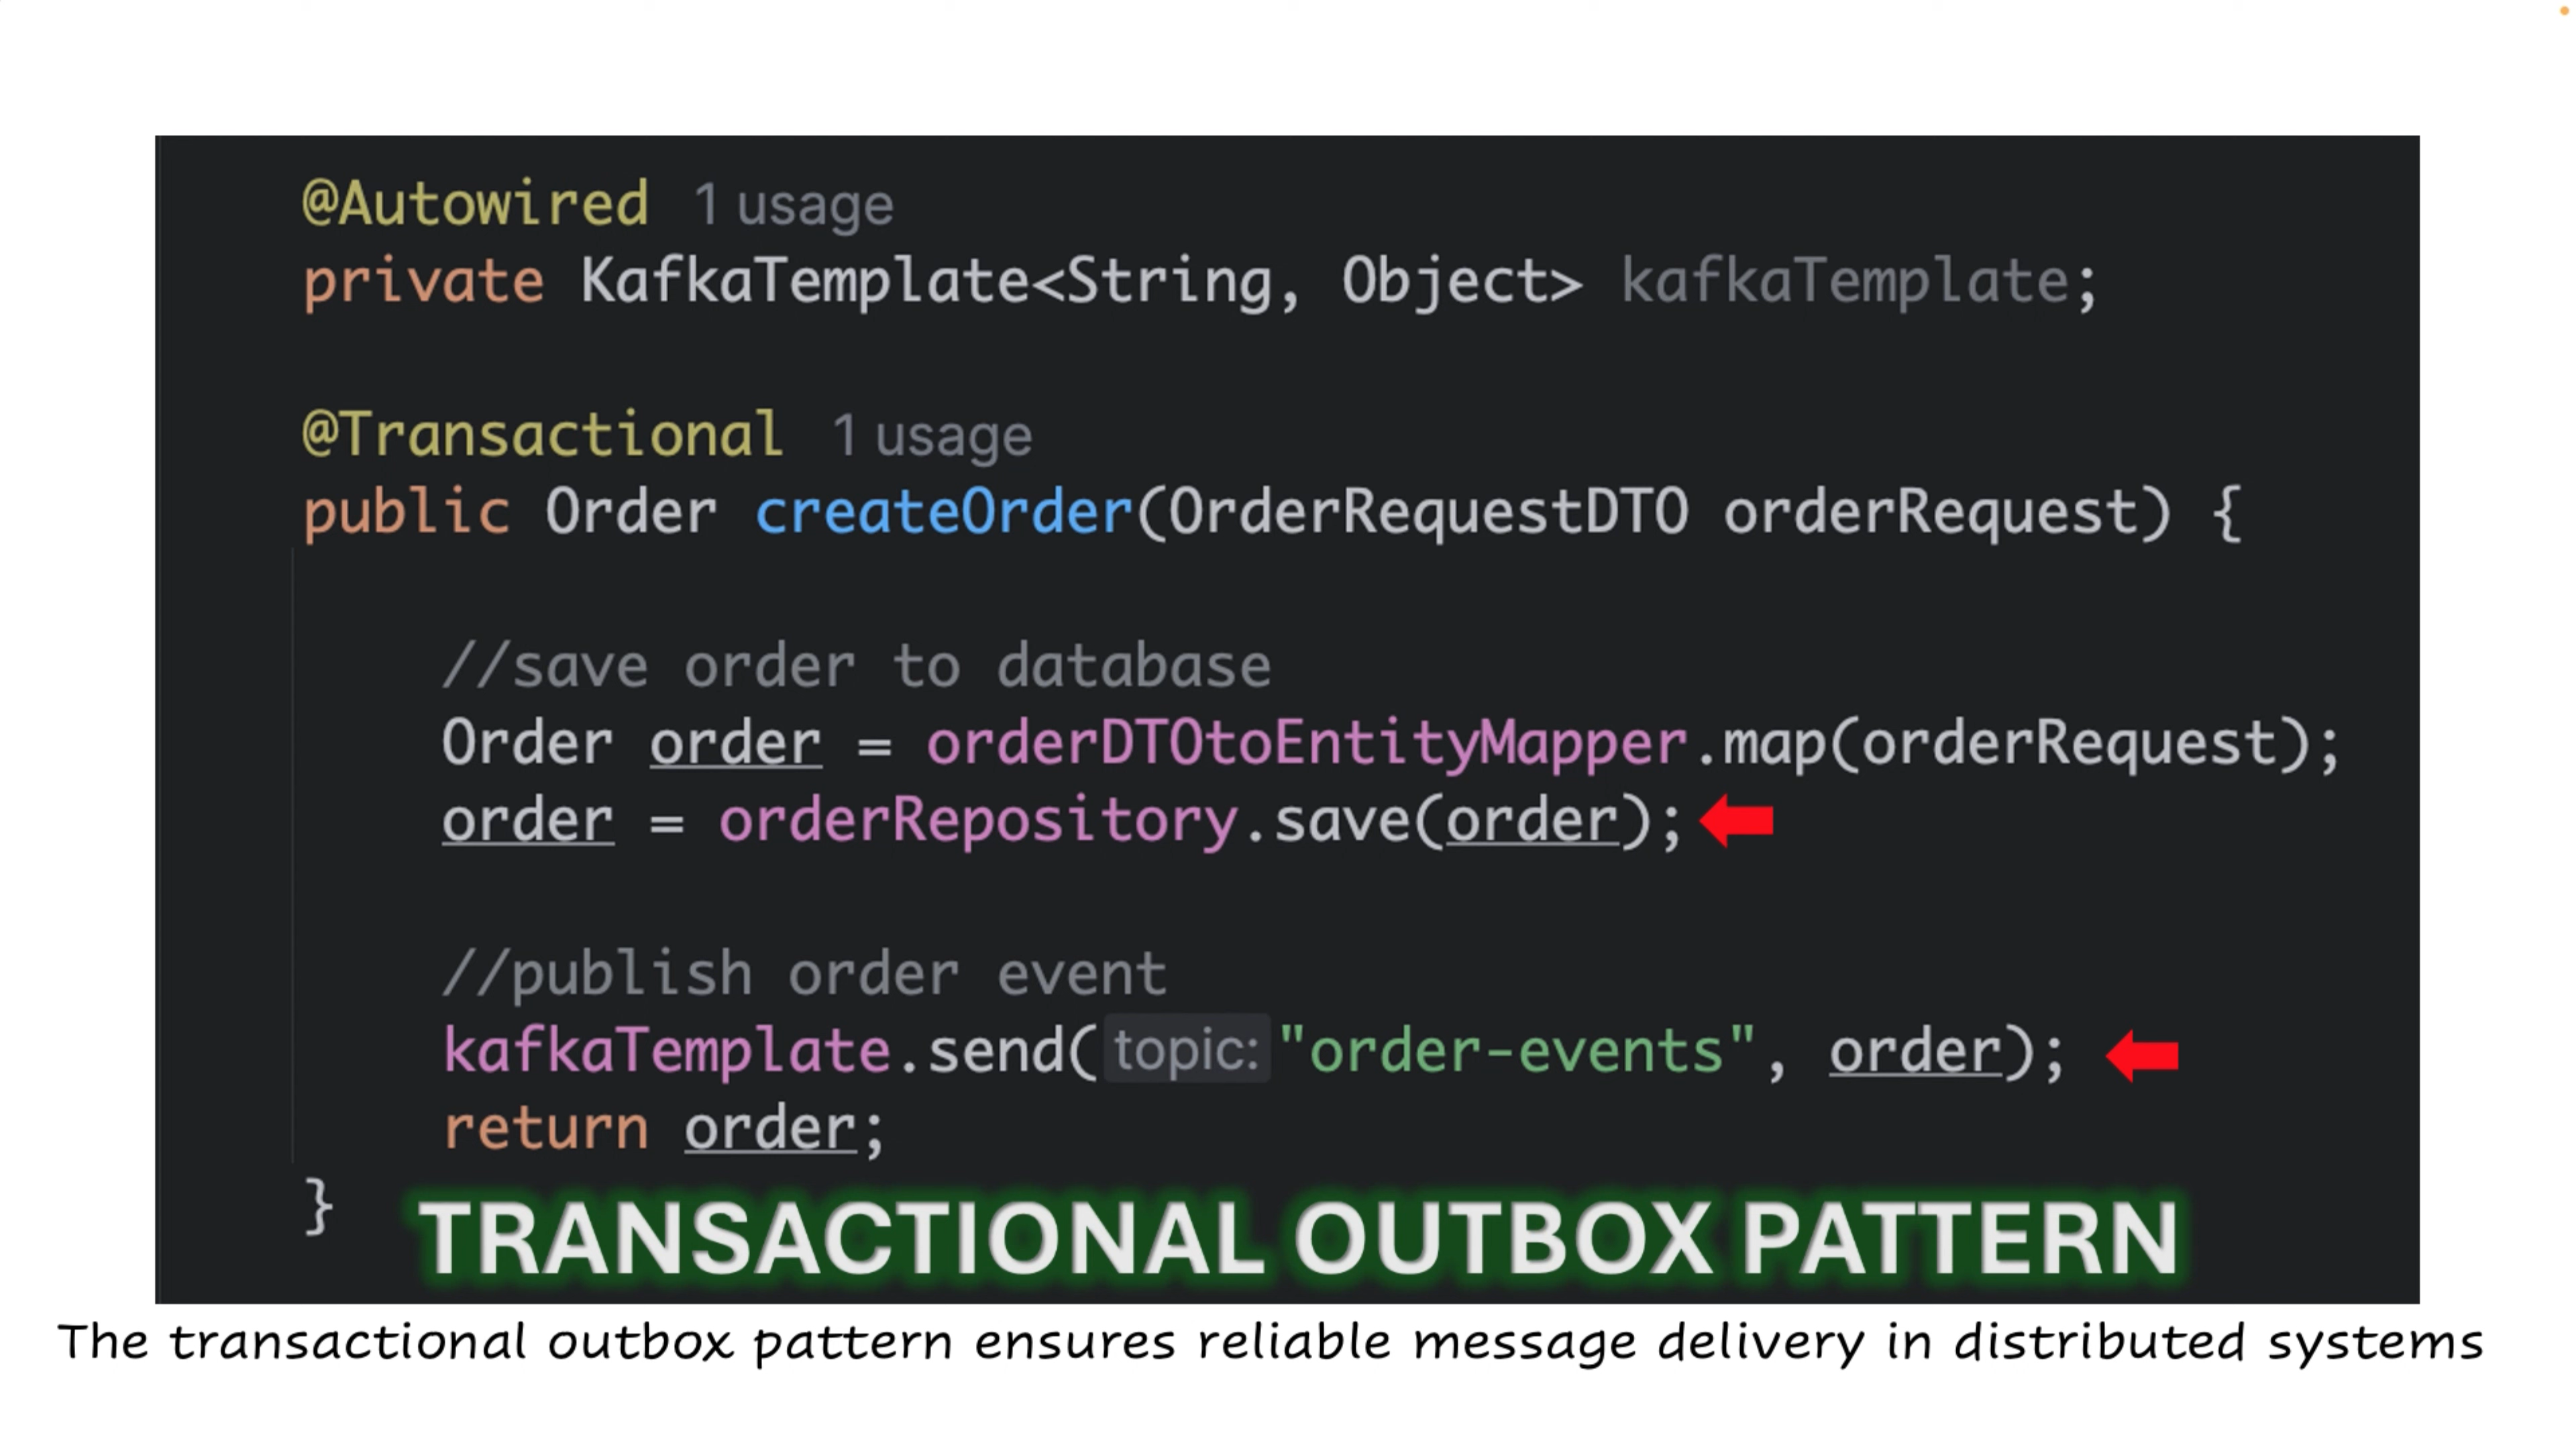 @Autowired 1 usage
private KafkaTemplate<String, Object> kafkaTemplate;
@Transactional 1 usage
public Order createOrder(OrderRequestDTO orderRequest) {
//save order to database
Order order = orderDTOtoEntityMapper.map(orderRequest);
order = orderRepository.save(order);
//publish order event
kafkaTemplate.send( topic: "order-events", order);
return order;
}
TRANSACTIONAL OUTBOX PATTERN
The transactional outbox pattern ensures reliable message delivery in distributed systems